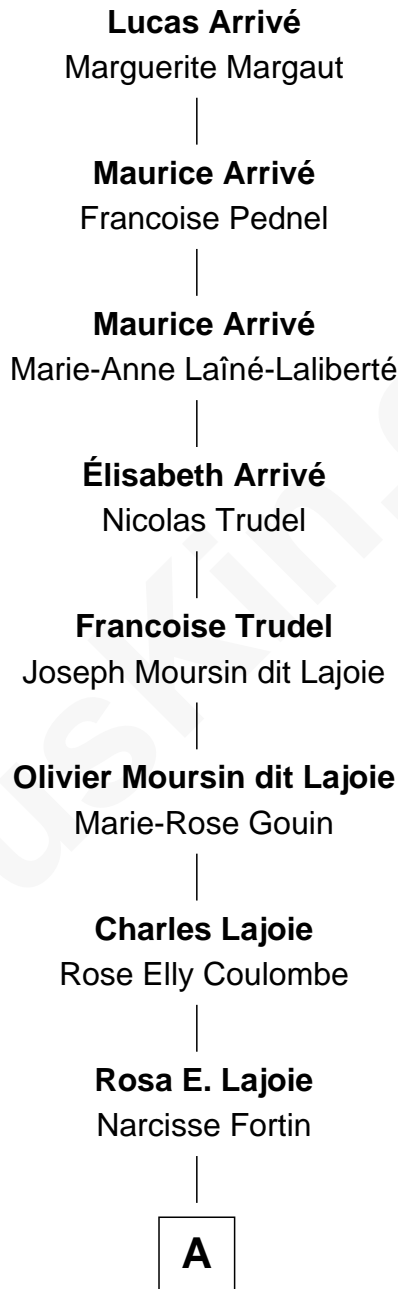 Lucas Arrivé
Marguerite Margaut
Maurice Arrivé
Francoise Pednel
Maurice Arrivé
Marie-Anne Laîné-Laliberté
Élisabeth Arrivé
Nicolas Trudel
Francoise Trudel
Joseph Moursin dit Lajoie
Olivier Moursin dit Lajoie
Marie-Rose Gouin
Charles Lajoie
Rose Elly Coulombe
Rosa E. Lajoie
Narcisse Fortin
A